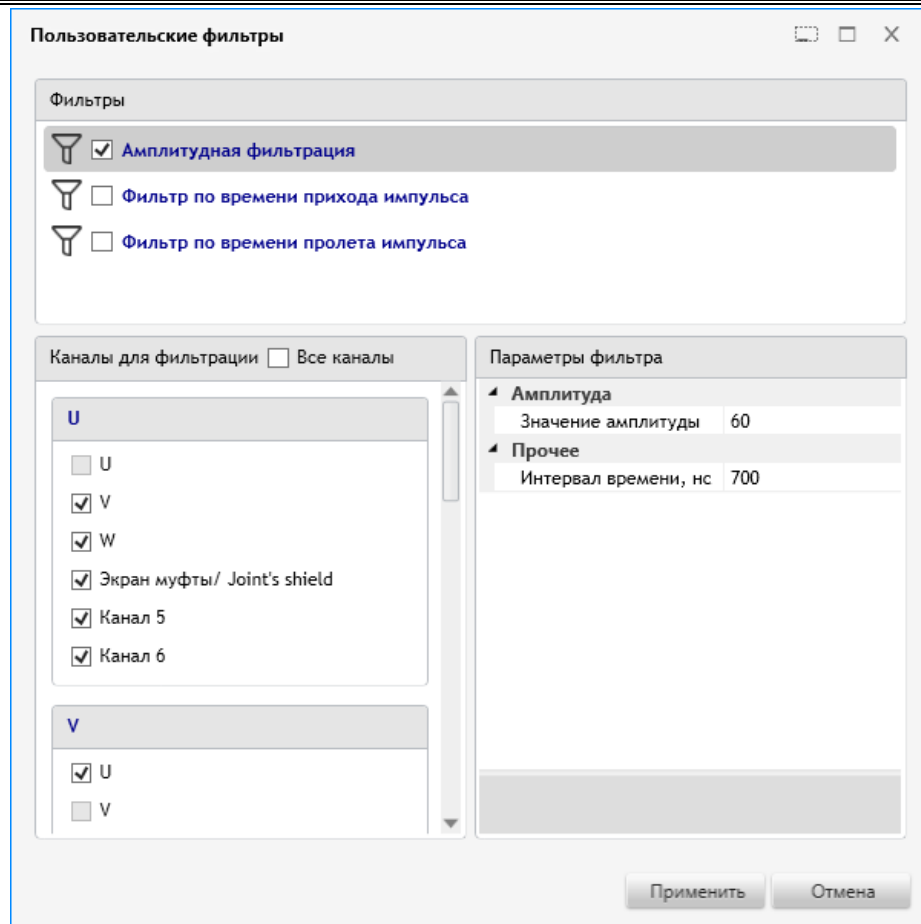 Пользовательские фильтры
Фильтры
Амплитудная фильтрация
Фильтр по времени прихода импульса
Фильтр по времени пролета импульса
Каналы для фильтрации Все каналы
U
U
V
W
Экран муфты/ Joint's shield
Канал 5
Канал 6
V
U
V
Параметры фильтра
Амплитуда
Значение амплитуды 60
Прочее
Интервал времени, нс 700
Применить Отмена